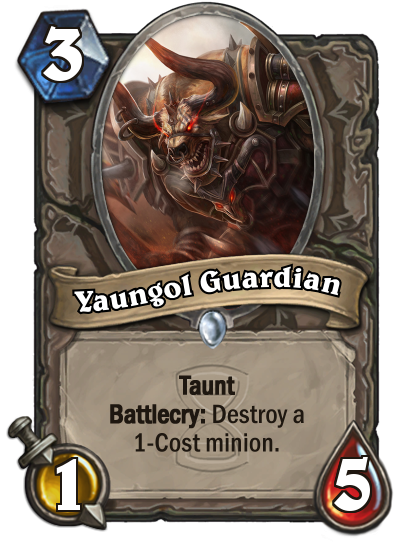 3
Yaungol Guardian
Taunt
Battlecry: Destroy a
1-Cost minion.
1
5